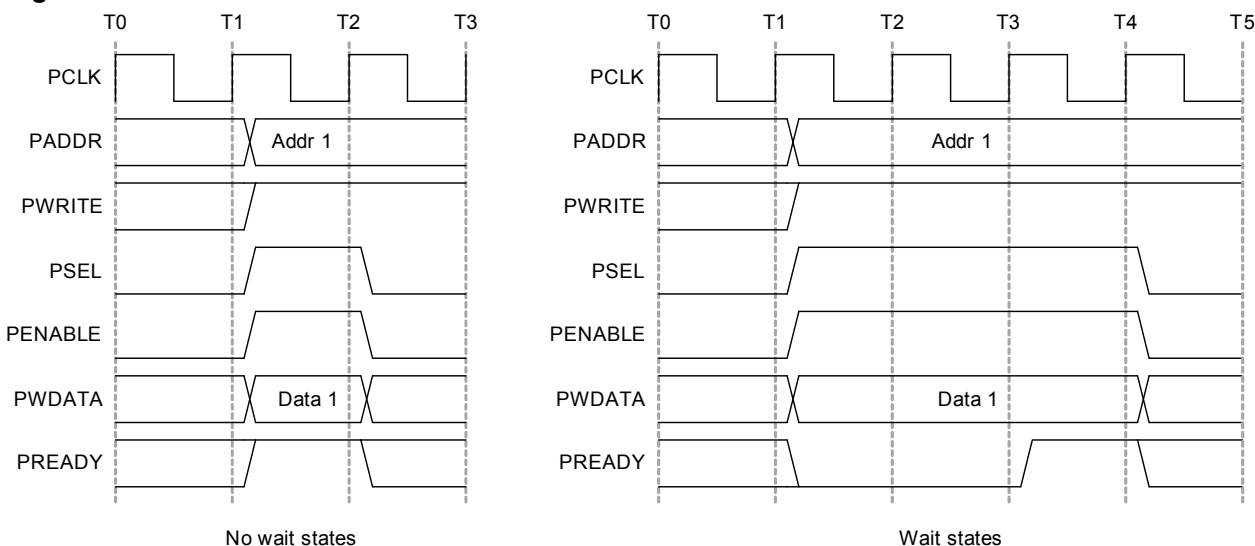 T0 T1 T2 T3
PCLK
PADDR Addr 1
PWRITE
PSEL
PENABLE
PWDATA Data 1
PREADY
No wait states
T0 T1 T2 T3 T4 T5
PCLK
PADDR Addr 1
PWRITE
PSEL
PENABLE
PWDATA Data 1
PREADY
Wait states